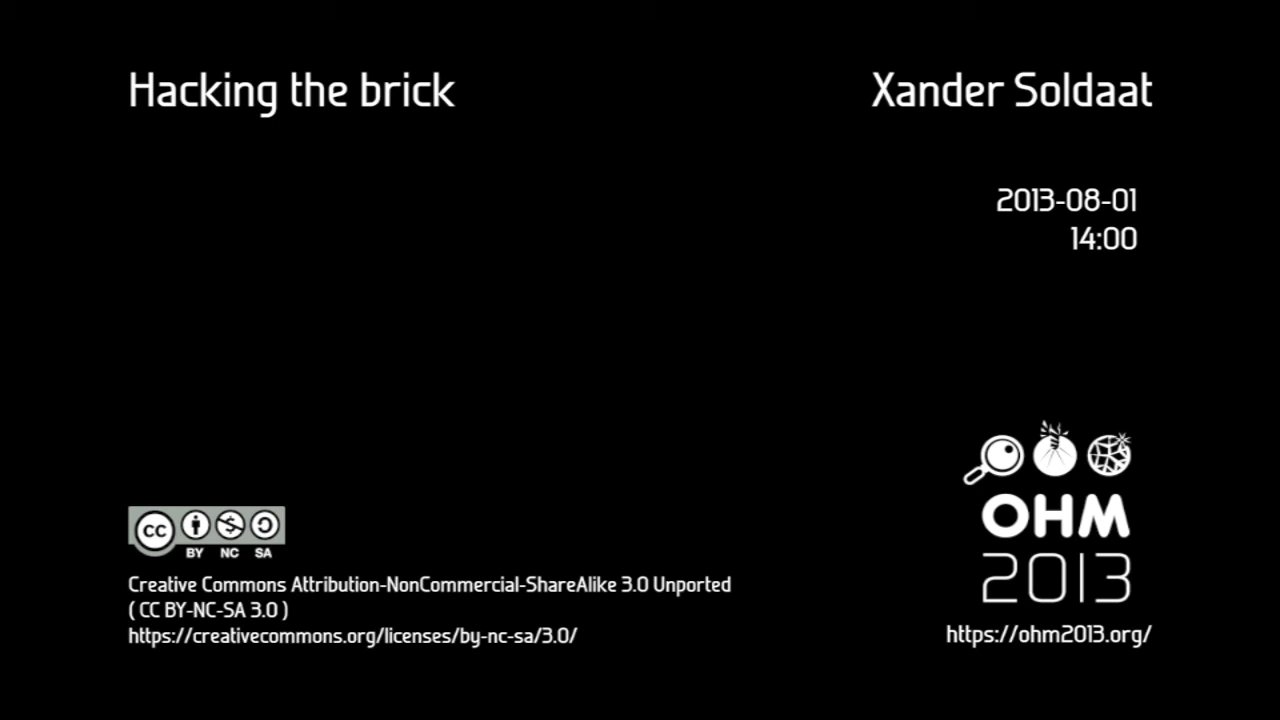 Hacking the brick
Xander Soldaat
2013-08-01
14:00
OHM
2013
https://ohm2013.org/
cc
BY NC SA
Creative Commons Attribution-NonCommercial-ShareAlike 3.0 Unported
( CC BY-NC-SA 3.0 )
https://creativecommons.org/licenses/by-nc-sa/3.0/